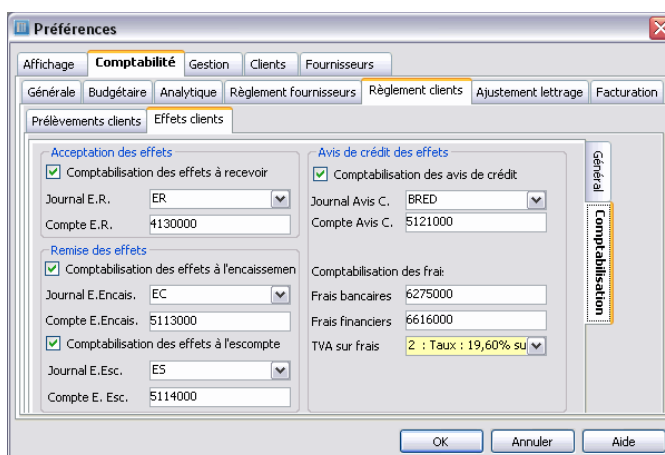 Préférences
Affichage Comptabilité Gestion Clients Fournisseurs
Générale Budgétaire Analytique Règlement fournisseurs Règlement clients Ajustement lettrage Facturation
Prélèvements clients Effets clients
Acceptation des effets
Comptabilisation des effets à recevoir
Journal E.R. ER
Compte E.R. 4130000
Remise des effets
Comptabilisation des effets à l'encaissemen
Journal E.Encais. EC
Compte E.Encais. 5113000
Comptabilisation des effets à l'escompte
Journal E.Esc. ES
Compte E. Esc. 5114000
Avis de crédit des effets
Comptabilisation des avis de crédit
Journal Avis C. BRED
Compte Avis C. 5121000
Comptabilisation des frai
Frais bancaires 6275000
Frais financiers 6616000
TVA sur frais 2 : Taux : 19,60% su
Général
Comptabilisation
OK Annuler Aide